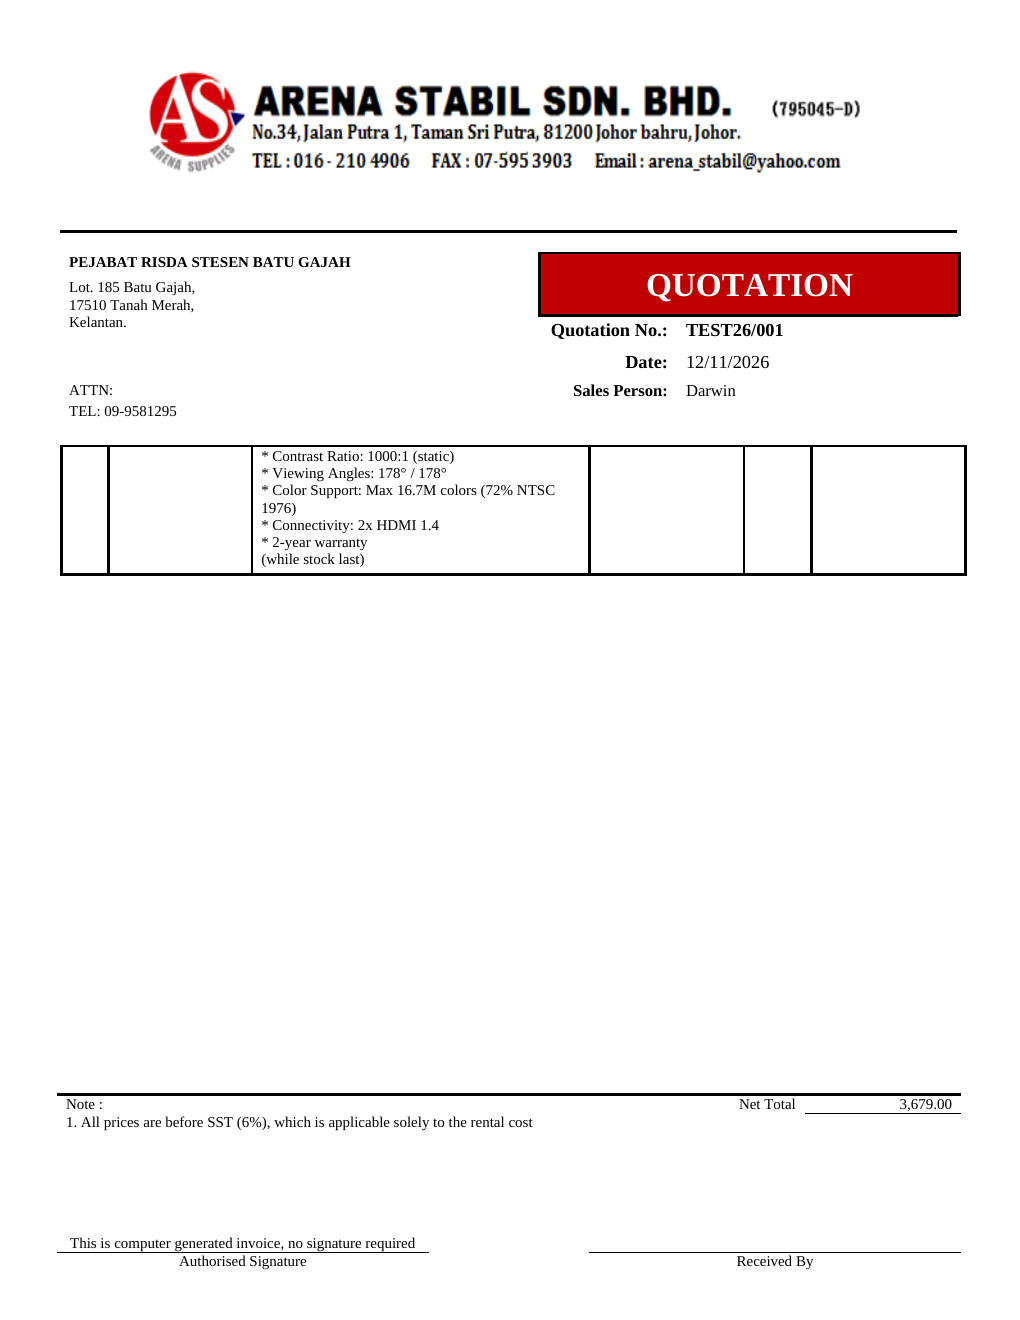 AS
ARENA SUPPLIES
ARENA STABIL SDN. BHD. (795045-D)
No.34, Jalan Putra 1, Taman Sri Putra, 81200 Johor bahru, Johor.
TEL : 016 - 210 4906 FAX : 07-595 3903 Email : arena_stabil@yahoo.com
PEJABAT RISDA STESEN BATU GAJAH
Lot. 185 Batu Gajah,
17510 Tanah Merah,
Kelantan.
ATTN:
TEL: 09-9581295
QUOTATION
Quotation No.: TEST26/001
Date: 12/11/2026
Sales Person: Darwin
* Contrast Ratio: 1000:1 (static)
* Viewing Angles: 178° / 178°
* Color Support: Max 16.7M colors (72% NTSC
1976)
* Connectivity: 2x HDMI 1.4
* 2-year warranty
(while stock last)
Note :
1. All prices are before SST (6%), which is applicable solely to the rental cost
Net Total 3,679.00
This is computer generated invoice, no signature required
Authorised Signature
Received By